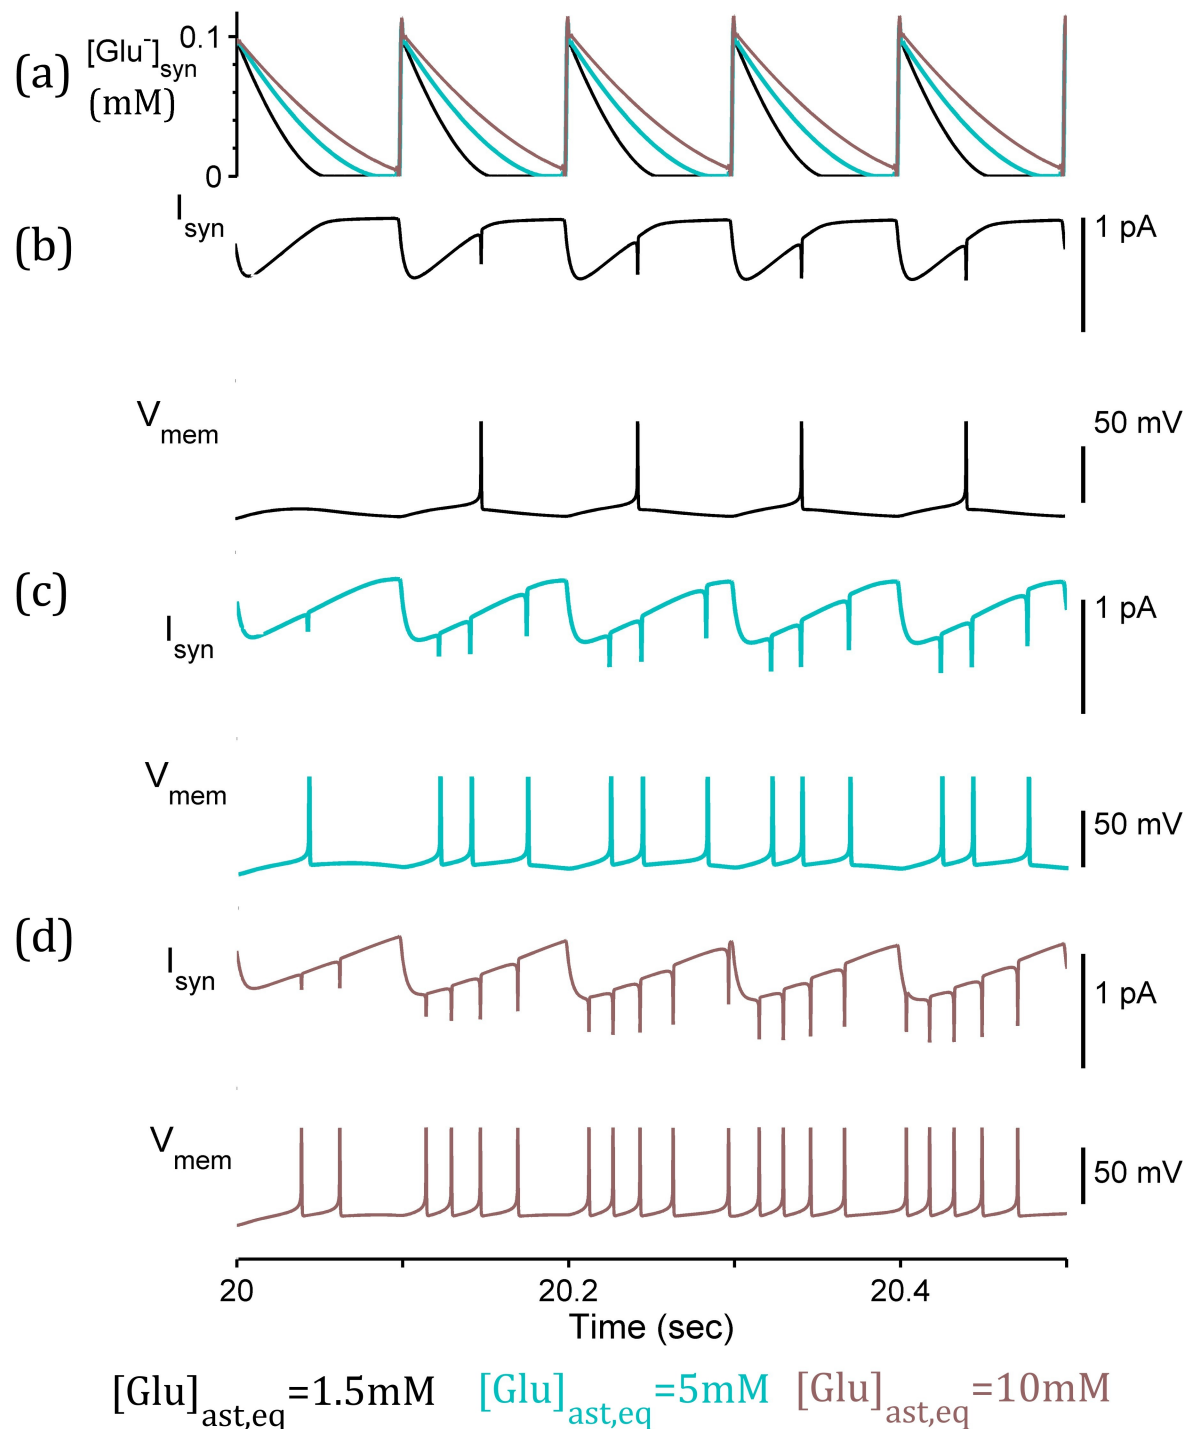 (a)
[Glu⁻]syn
(mM)
0.1
0
(b)
Isyn
1 pA
Vmem
50 mV
(c)
Isyn
1 pA
Vmem
50 mV
(d)
Isyn
1 pA
Vmem
50 mV
20
20.2
20.4
Time (sec)
[Glu]ast,eq=1.5mM [Glu]ast,eq=5mM [Glu]ast,eq=10mM